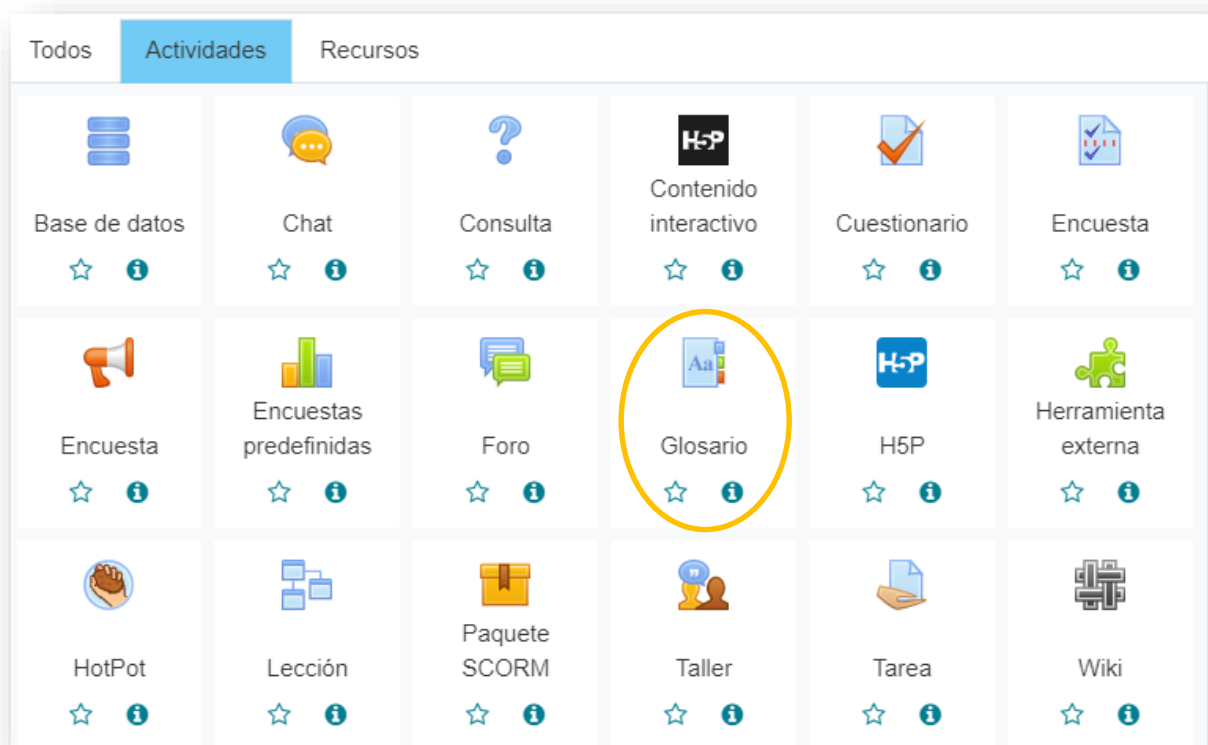 Todos Actividades Recursos
H5P
Contenido
Base de datos Chat Consulta interactivo Cuestionario Encuesta
Aa H5P
Encuestas Herramienta
Encuesta predefinidas Foro Glosario H5P externa
Paquete
HotPot Lección SCORM Taller Tarea Wiki